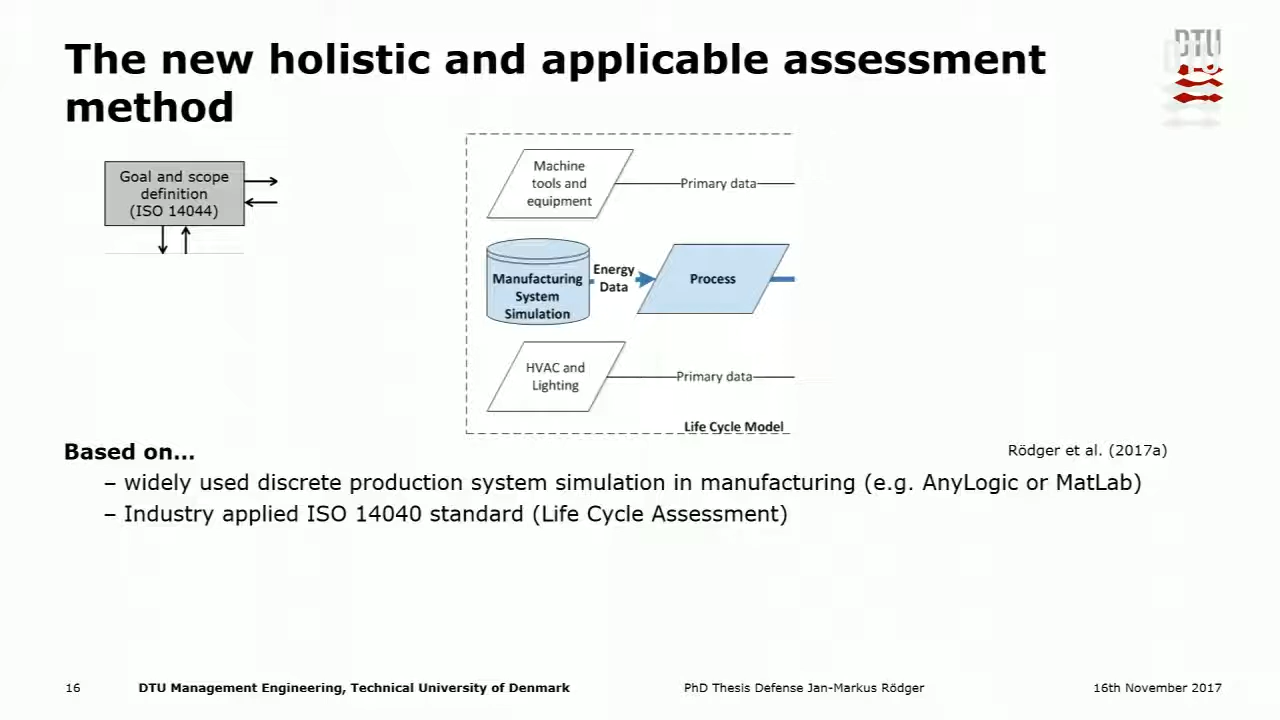 The new holistic and applicable assessment
method
DTU
Goal and scope
definition
(ISO 14044)
Machine
tools and
equipment
Primary data
Manufacturing
System
Simulation
Energy
Data
Process
HVAC and
Lighting
Primary data
Life Cycle Model
Based on...
Rödger et al. (2017a)
– widely used discrete production system simulation in manufacturing (e.g. AnyLogic or MatLab)
– Industry applied ISO 14040 standard (Life Cycle Assessment)
16 DTU Management Engineering, Technical University of Denmark PhD Thesis Defense Jan-Markus Rödger 16th November 2017